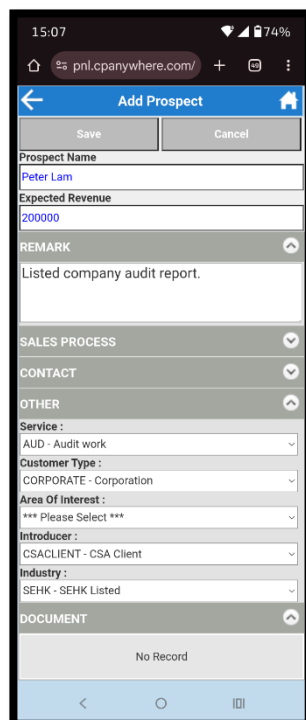 15:07
74%
pnl.cpanywhere.com/
49
Add Prospect
Save
Cancel
Prospect Name
Peter Lam
Expected Revenue
200000
REMARK
Listed company audit report.
SALES PROCESS
CONTACT
OTHER
Service :
AUD - Audit work
Customer Type :
CORPORATE - Corporation
Area Of Interest :
*** Please Select ***
Introducer :
CSACLIENT - CSA Client
Industry :
SEHK - SEHK Listed
DOCUMENT
No Record